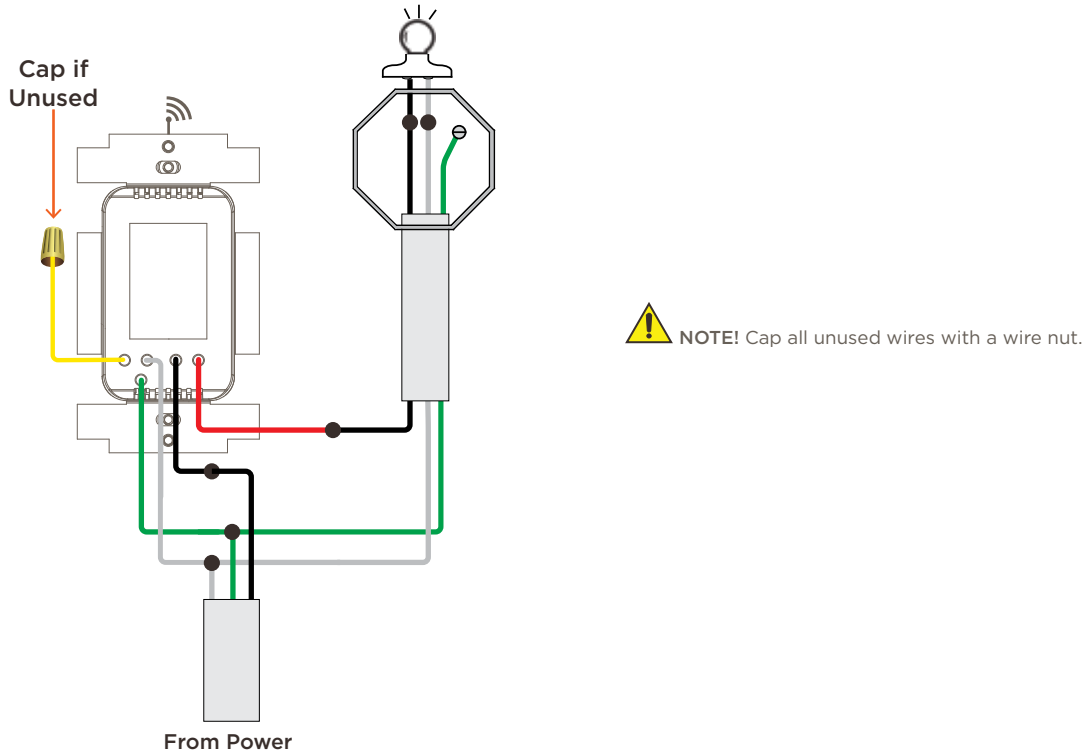 Cap if
Unused
NOTE! Cap all unused wires with a wire nut.
From Power